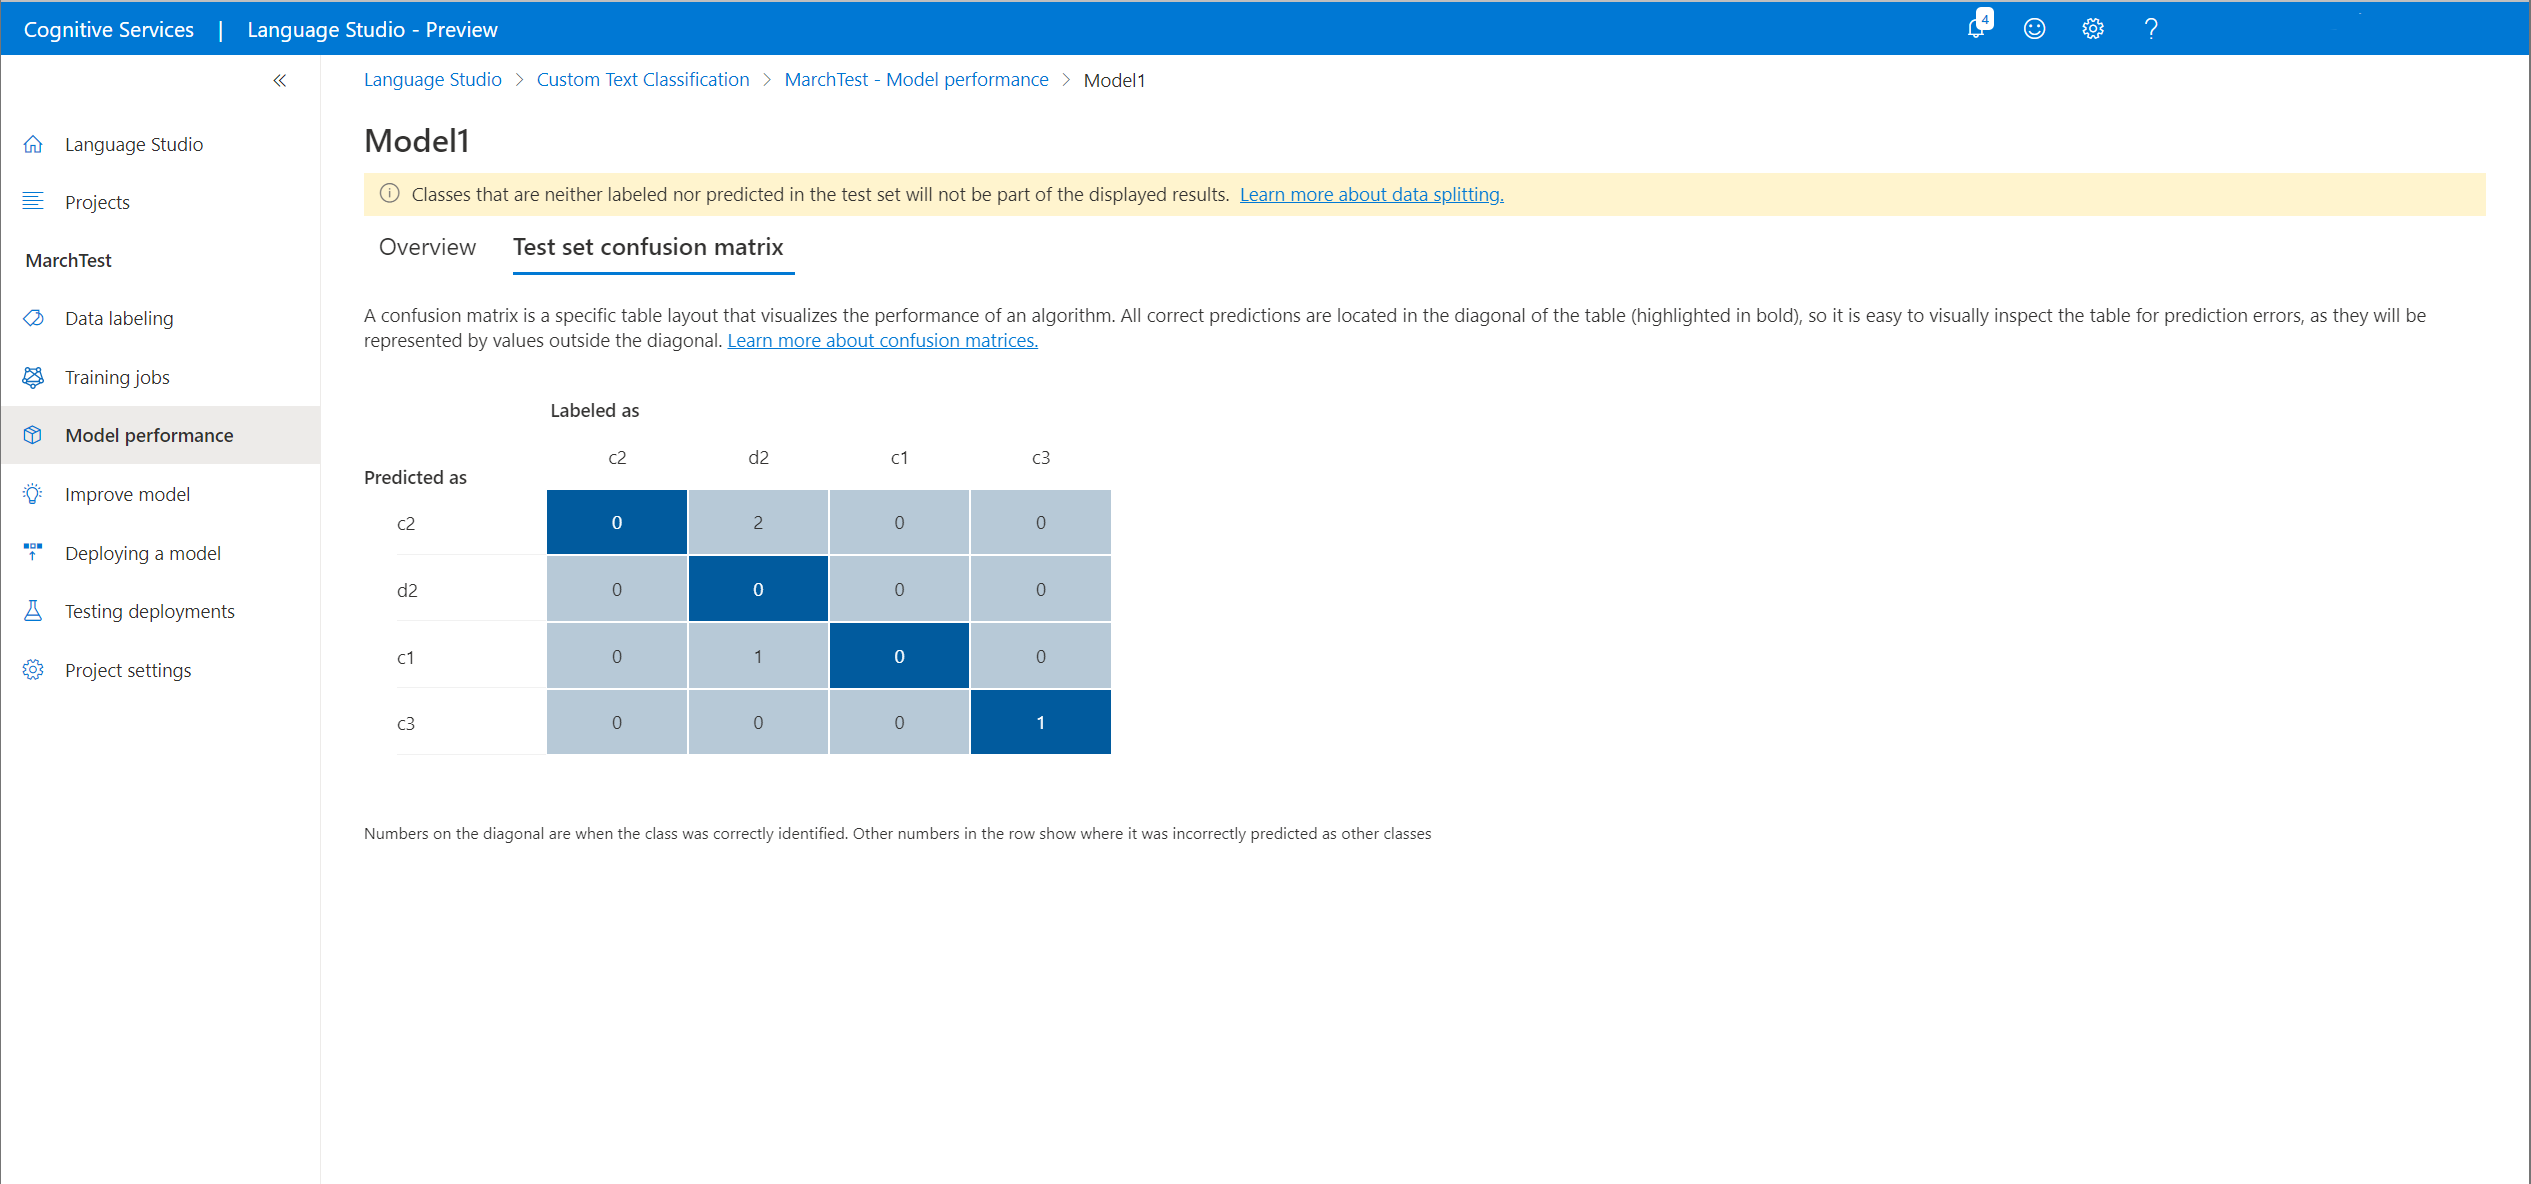 Cognitive Services | Language Studio - Preview 4
Language Studio > Custom Text Classification > MarchTest - Model performance > Model1
Language Studio
Projects
MarchTest
Data labeling
Training jobs
Model performance
Improve model
Deploying a model
Testing deployments
Project settings
Model1
Classes that are neither labeled nor predicted in the test set will not be part of the displayed results. Learn more about data splitting.
Overview Test set confusion matrix
A confusion matrix is a specific table layout that visualizes the performance of an algorithm. All correct predictions are located in the diagonal of the table (highlighted in bold), so it is easy to visually inspect the table for prediction errors, as they will be
represented by values outside the diagonal. Learn more about confusion matrices.
Labeled as
c2 d2 c1 c3
Predicted as
c2 0 2 0 0
d2 0 0 0 0
c1 0 1 0 0
c3 0 0 0 1
Numbers on the diagonal are when the class was correctly identified. Other numbers in the row show where it was incorrectly predicted as other classes